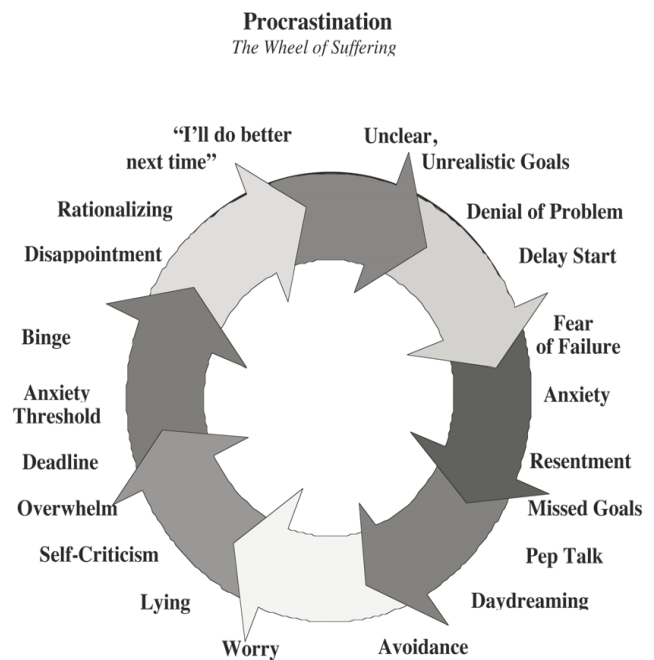 Procrastination
The Wheel of Suffering
“I’ll do better
next time”
Unclear,
Unrealistic Goals
Denial of Problem
Delay Start
Fear
of Failure
Anxiety
Resentment
Missed Goals
Pep Talk
Daydreaming
Avoidance
Worry
Lying
Self-Criticism
Overwhelm
Deadline
Anxiety
Threshold
Binge
Disappointment
Rationalizing